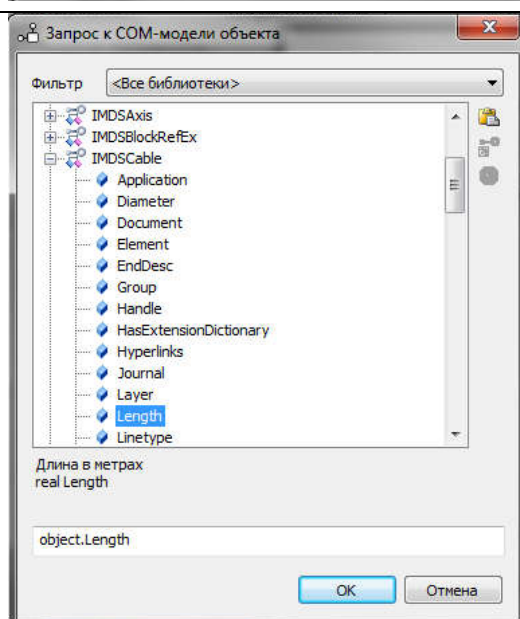 Запрос к COM-модели объекта
Фильтр <Все библиотеки>
IMDSAxis
IMDSBlockRefEx
IMDSCable
Application
Diameter
Document
Element
EndDesc
Group
Handle
HasExtensionDictionary
Hyperlinks
Journal
Layer
Length
Linetype
Длина в метрах
real Length
object.Length
OK Отмена